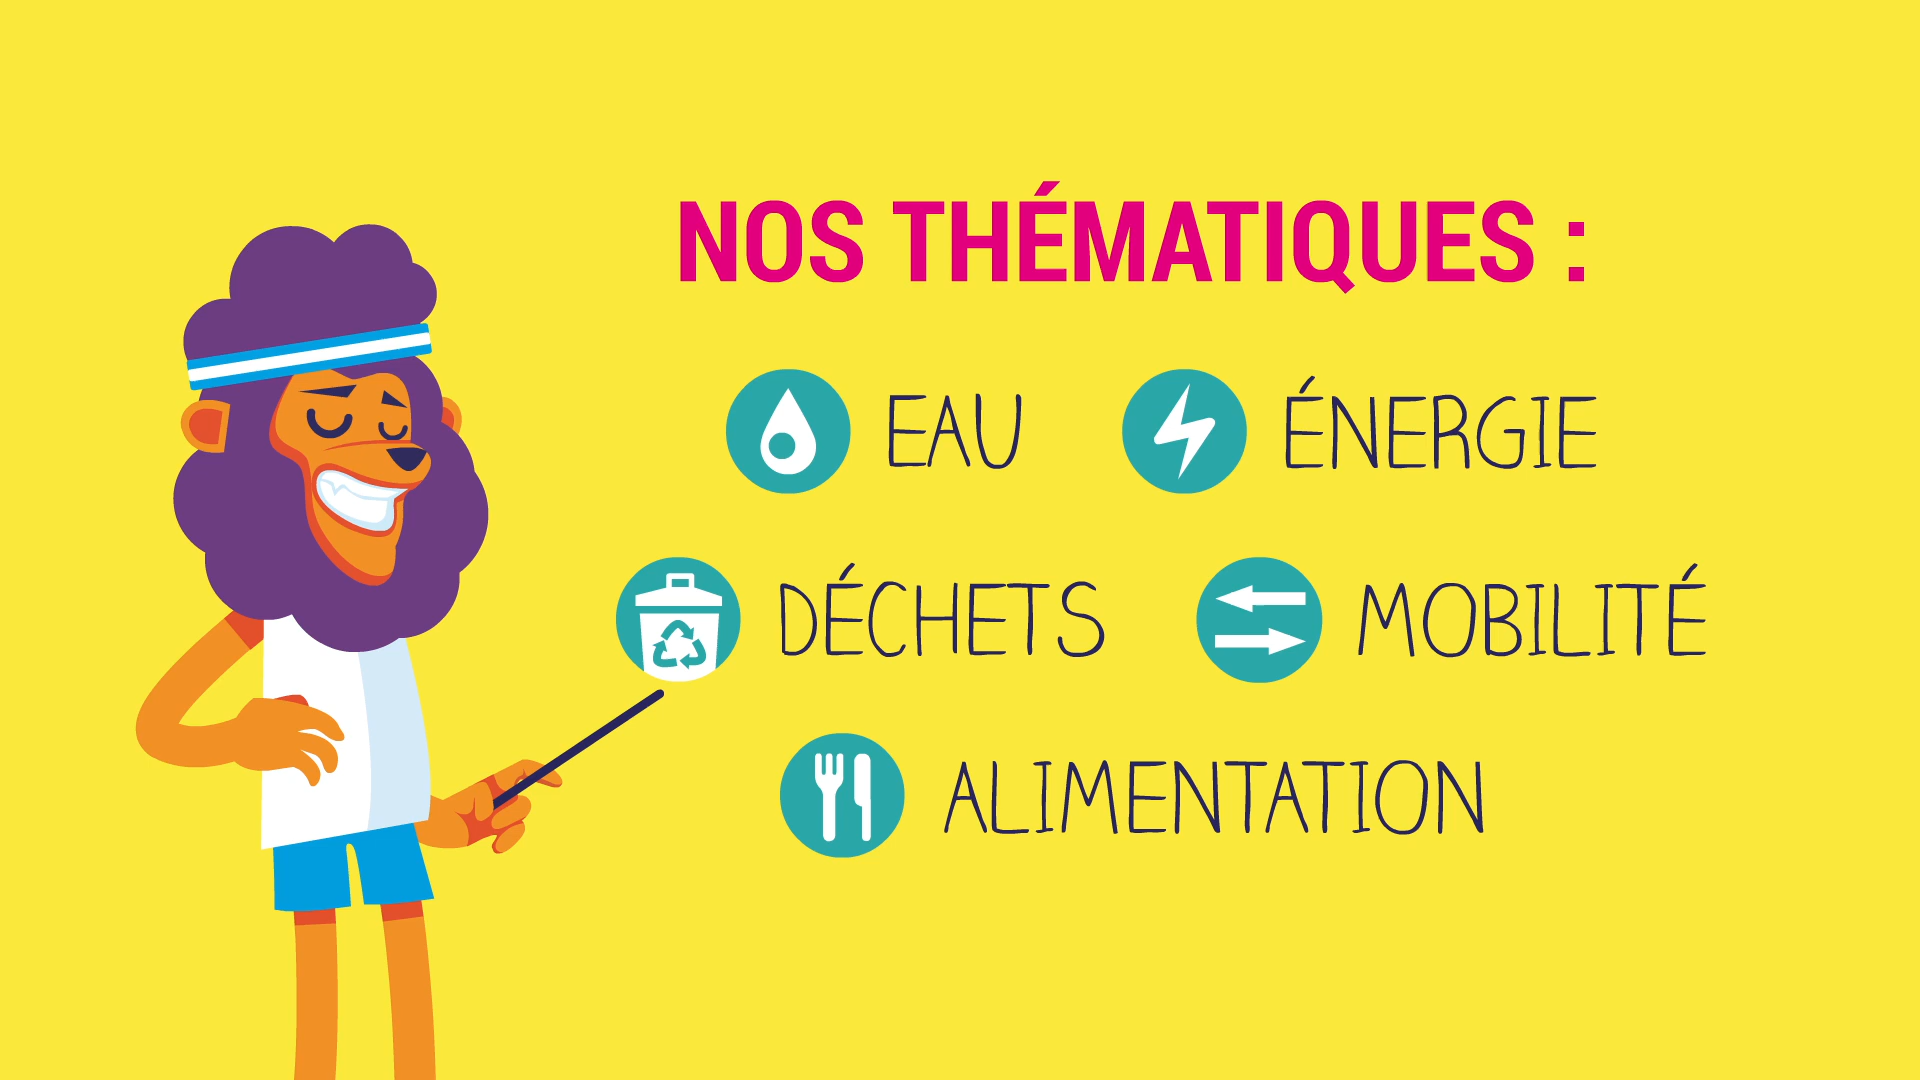 NOS THÉMATIQUES :
EAU ÉNERGIE
DÉCHETS MOBILITÉ
ALIMENTATION